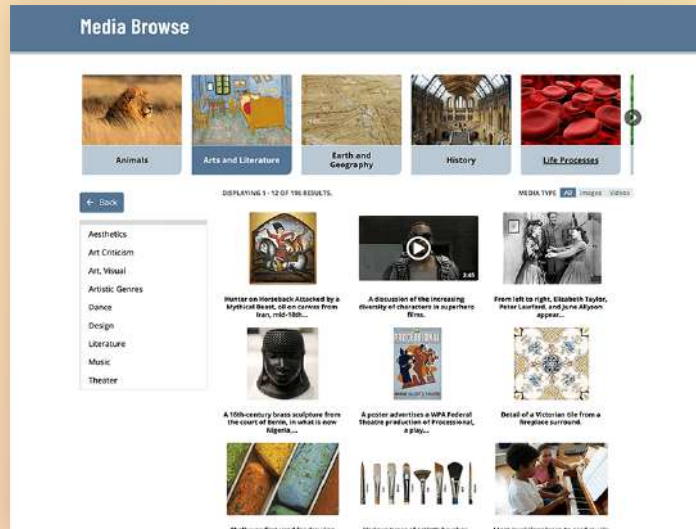 Media Browse
Animals
Arts and Literature
Earth and
Geography
History
Life Processes
← Back
DISPLAYING 1 - 12 OF 196 RESULTS.
MEDIA TYPE All Images Videos
Aesthetics
Art Criticism
Art, Visual
Artistic Genres
Dance
Design
Literature
Music
Theater
3:45
Hunter on Horseback Attacked by a
Mythical Beast, oil on canvas from
Iran, mid-18th...
A discussion of the increasing
diversity of characters in superhero
films.
From left to right, Elizabeth Taylor,
Peter Lawford, and June Allyson
appear...
PROCESSIONAL
A 16th-century brass sculpture from
the court of Benin, in what is now
Nigeria,...
A poster advertises a WPA Federal
Theatre production of Processional,
a play...
Detail of a Victorian tile from a
fireplace surround.